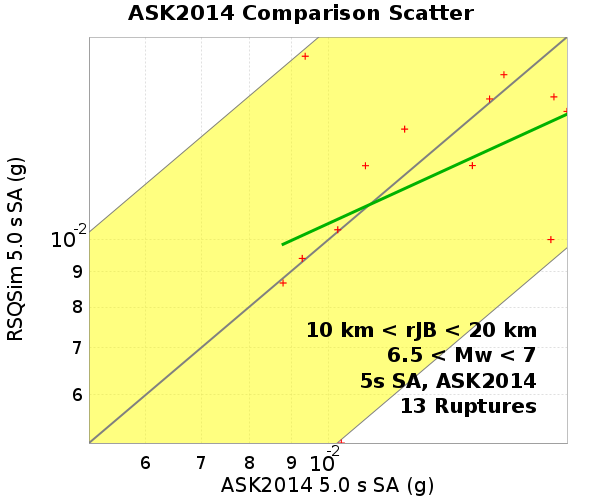 ASK2014 Comparison Scatter
RSQSim 5.0 s SA (g)
10-2
9
8
7
6
10 km < rJB < 20 km
6.5 < Mw < 7
5s SA, ASK2014
13 Ruptures
6 7 8 9 10-2
ASK2014 5.0 s SA (g)